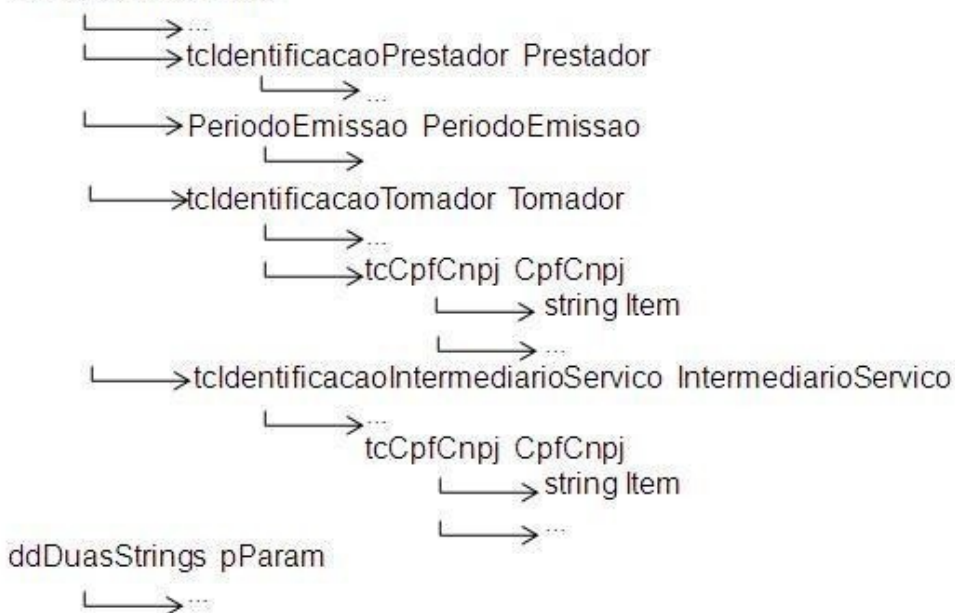 ...
tcIdentificacaoPrestador Prestador
...
PeriodoEmissao PeriodoEmissao
tcIdentificacaoTomador Tomador
...
tcCpfCnpj CpfCnpj
string Item
...
tcIdentificacaoIntermediarioServico IntermediarioServico
...
tcCpfCnpj CpfCnpj
string Item
...
ddDuasStrings pParam
...